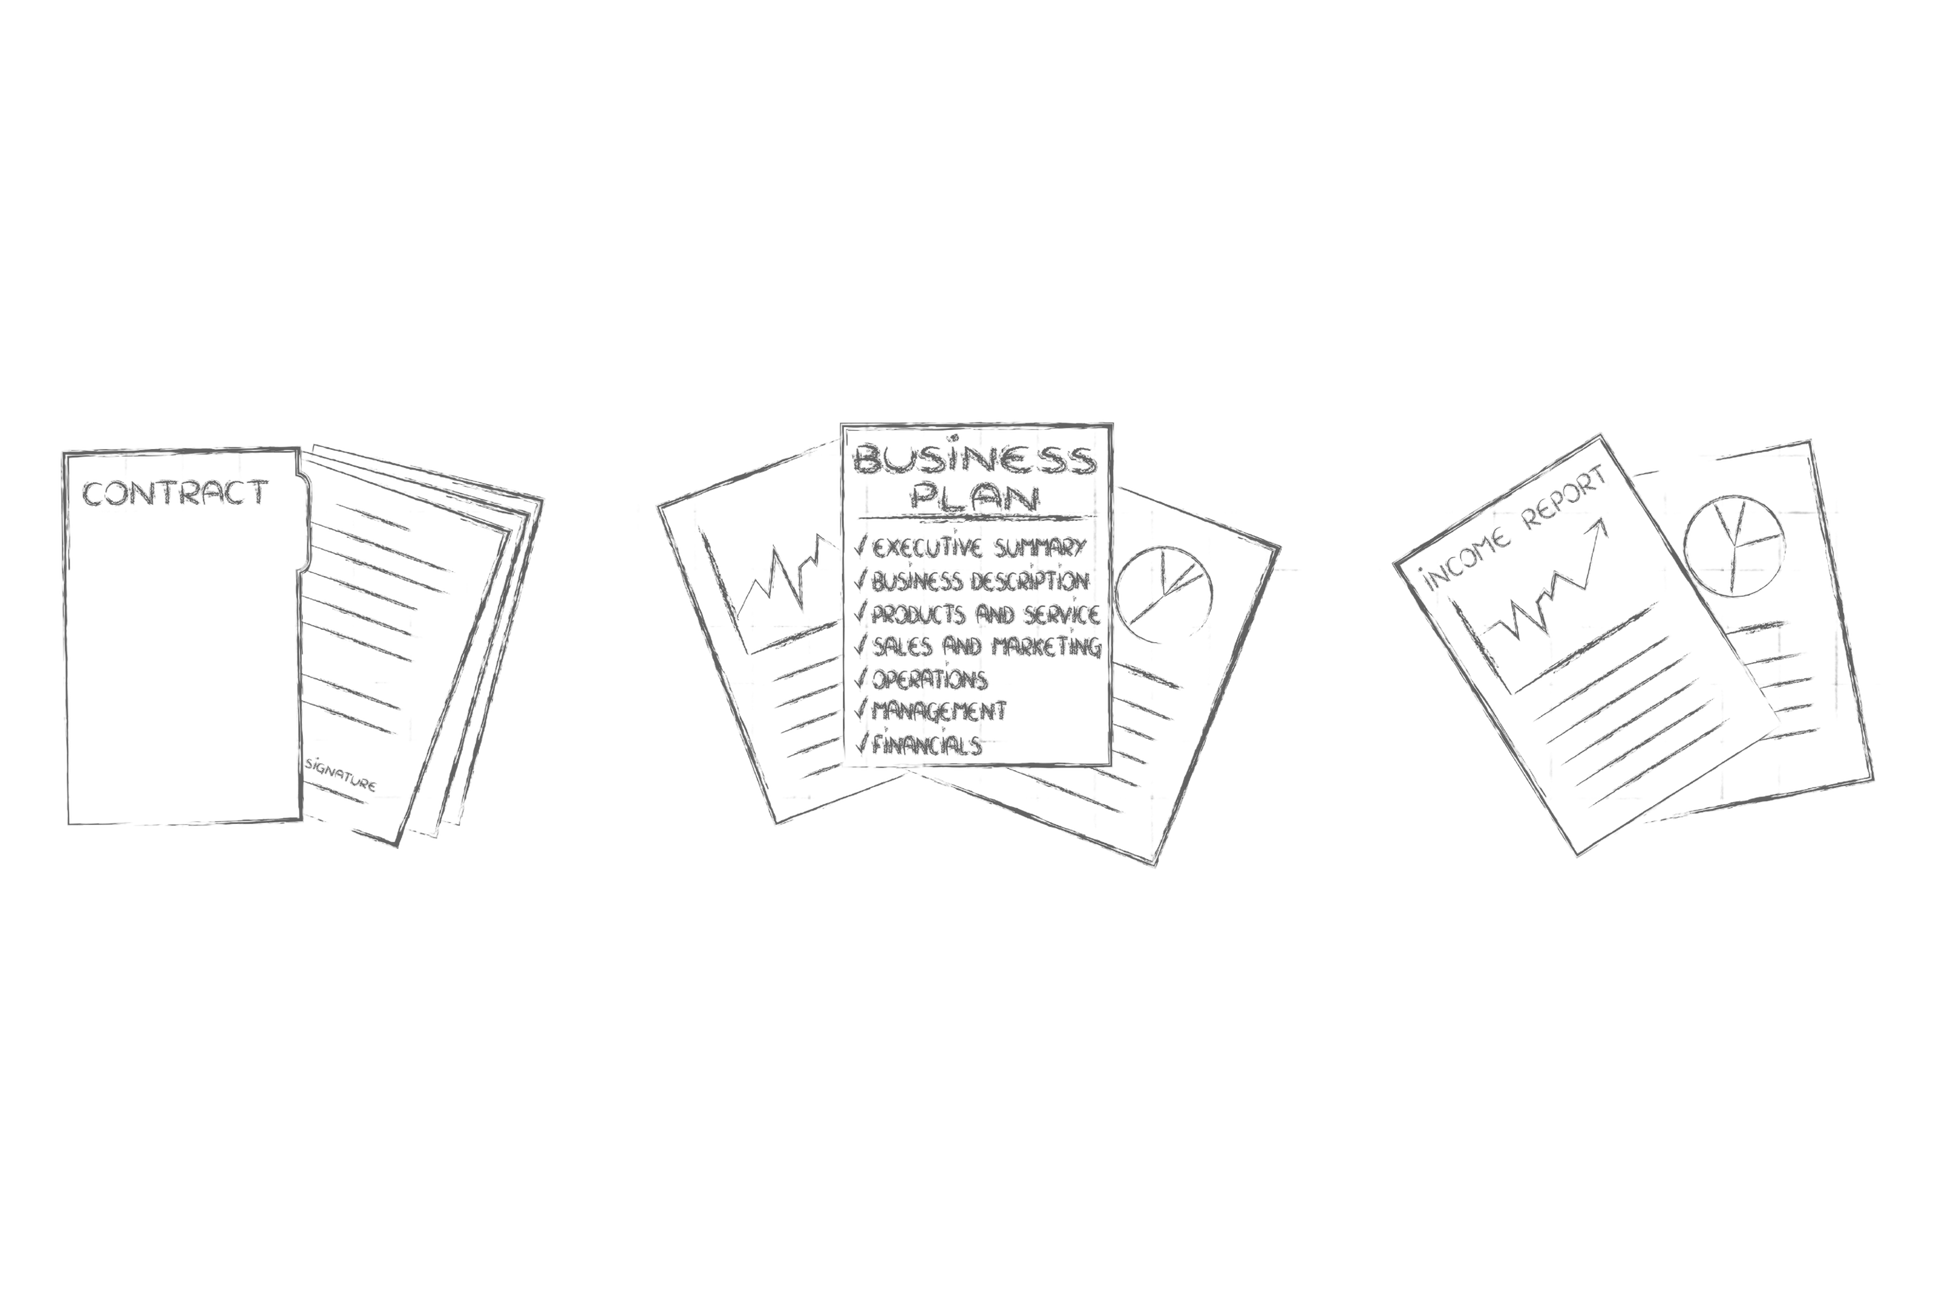 CONTRACT
SIGNATURE
BUSINESS
PLAN
✓ EXECUTIVE SUMMARY
✓ BUSINESS DESCRIPTION
✓ PRODUCTS AND SERVICE
✓ SALES AND MARKETING
✓ OPERATIONS
✓ MANAGEMENT
✓ FINANCIALS
INCOME REPORT